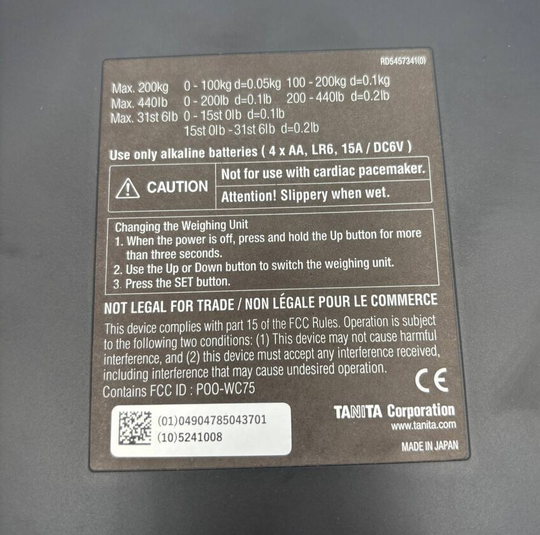 RD5457341(0)
Max. 200kg 0 - 100kg d=0.05kg 100 - 200kg d=0.1kg
Max. 440lb 0 - 200lb d=0.1lb 200 - 440lb d=0.2lb
Max. 31st 6lb 0 - 15st 0lb d=0.1lb
15st 0lb - 31st 6lb d=0.2lb
Use only alkaline batteries ( 4 x AA, LR6, 15A / DC6V )
CAUTION
Not for use with cardiac pacemaker.
Attention! Slippery when wet.
Changing the Weighing Unit
1. When the power is off, press and hold the Up button for more
than three seconds.
2. Use the Up or Down button to switch the weighing unit.
3. Press the SET button.
NOT LEGAL FOR TRADE / NON LÉGALE POUR LE COMMERCE
This device complies with part 15 of the FCC Rules. Operation is subject
to the following two conditions: (1) This device may not cause harmful
interference, and (2) this device must accept any interference received,
including interference that may cause undesired operation.
Contains FCC ID : POO-WC75
CE
(01)04904785043701
(10)5241008
TANITA Corporation
www.tanita.com
MADE IN JAPAN